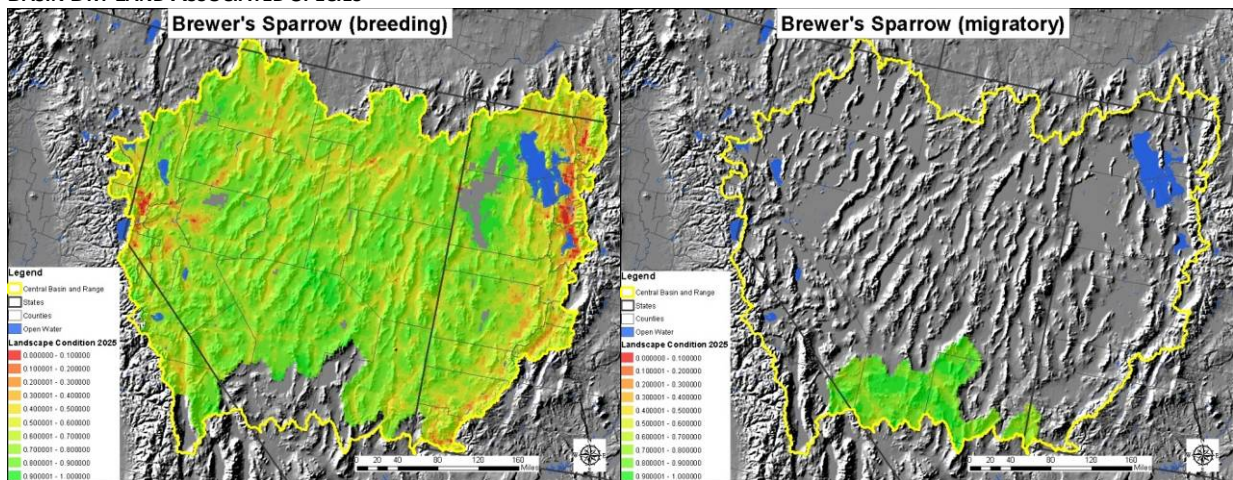 BASIN DRY LAND ASSOCIATED SPECIES
Brewer's Sparrow (breeding)
Legend
Central Basin and Range
States
Counties
Open Water
Landscape Condition 2025
0.000000 - 0.100000
0.100001 - 0.200000
0.200001 - 0.300000
0.300001 - 0.400000
0.400001 - 0.500000
0.500001 - 0.600000
0.600001 - 0.700000
0.700001 - 0.800000
0.800001 - 0.900000
0.900001 - 1.000000
0 20 40 80 120 160
Miles
Brewer's Sparrow (migratory)
Legend
Central Basin and Range
States
Counties
Open Water
Landscape Condition 2025
0.000000 - 0.100000
0.100001 - 0.200000
0.200001 - 0.300000
0.300001 - 0.400000
0.400001 - 0.500000
0.500001 - 0.600000
0.600001 - 0.700000
0.700001 - 0.800000
0.800001 - 0.900000
0.900001 - 1.000000
0 20 40 80 120 160
Miles